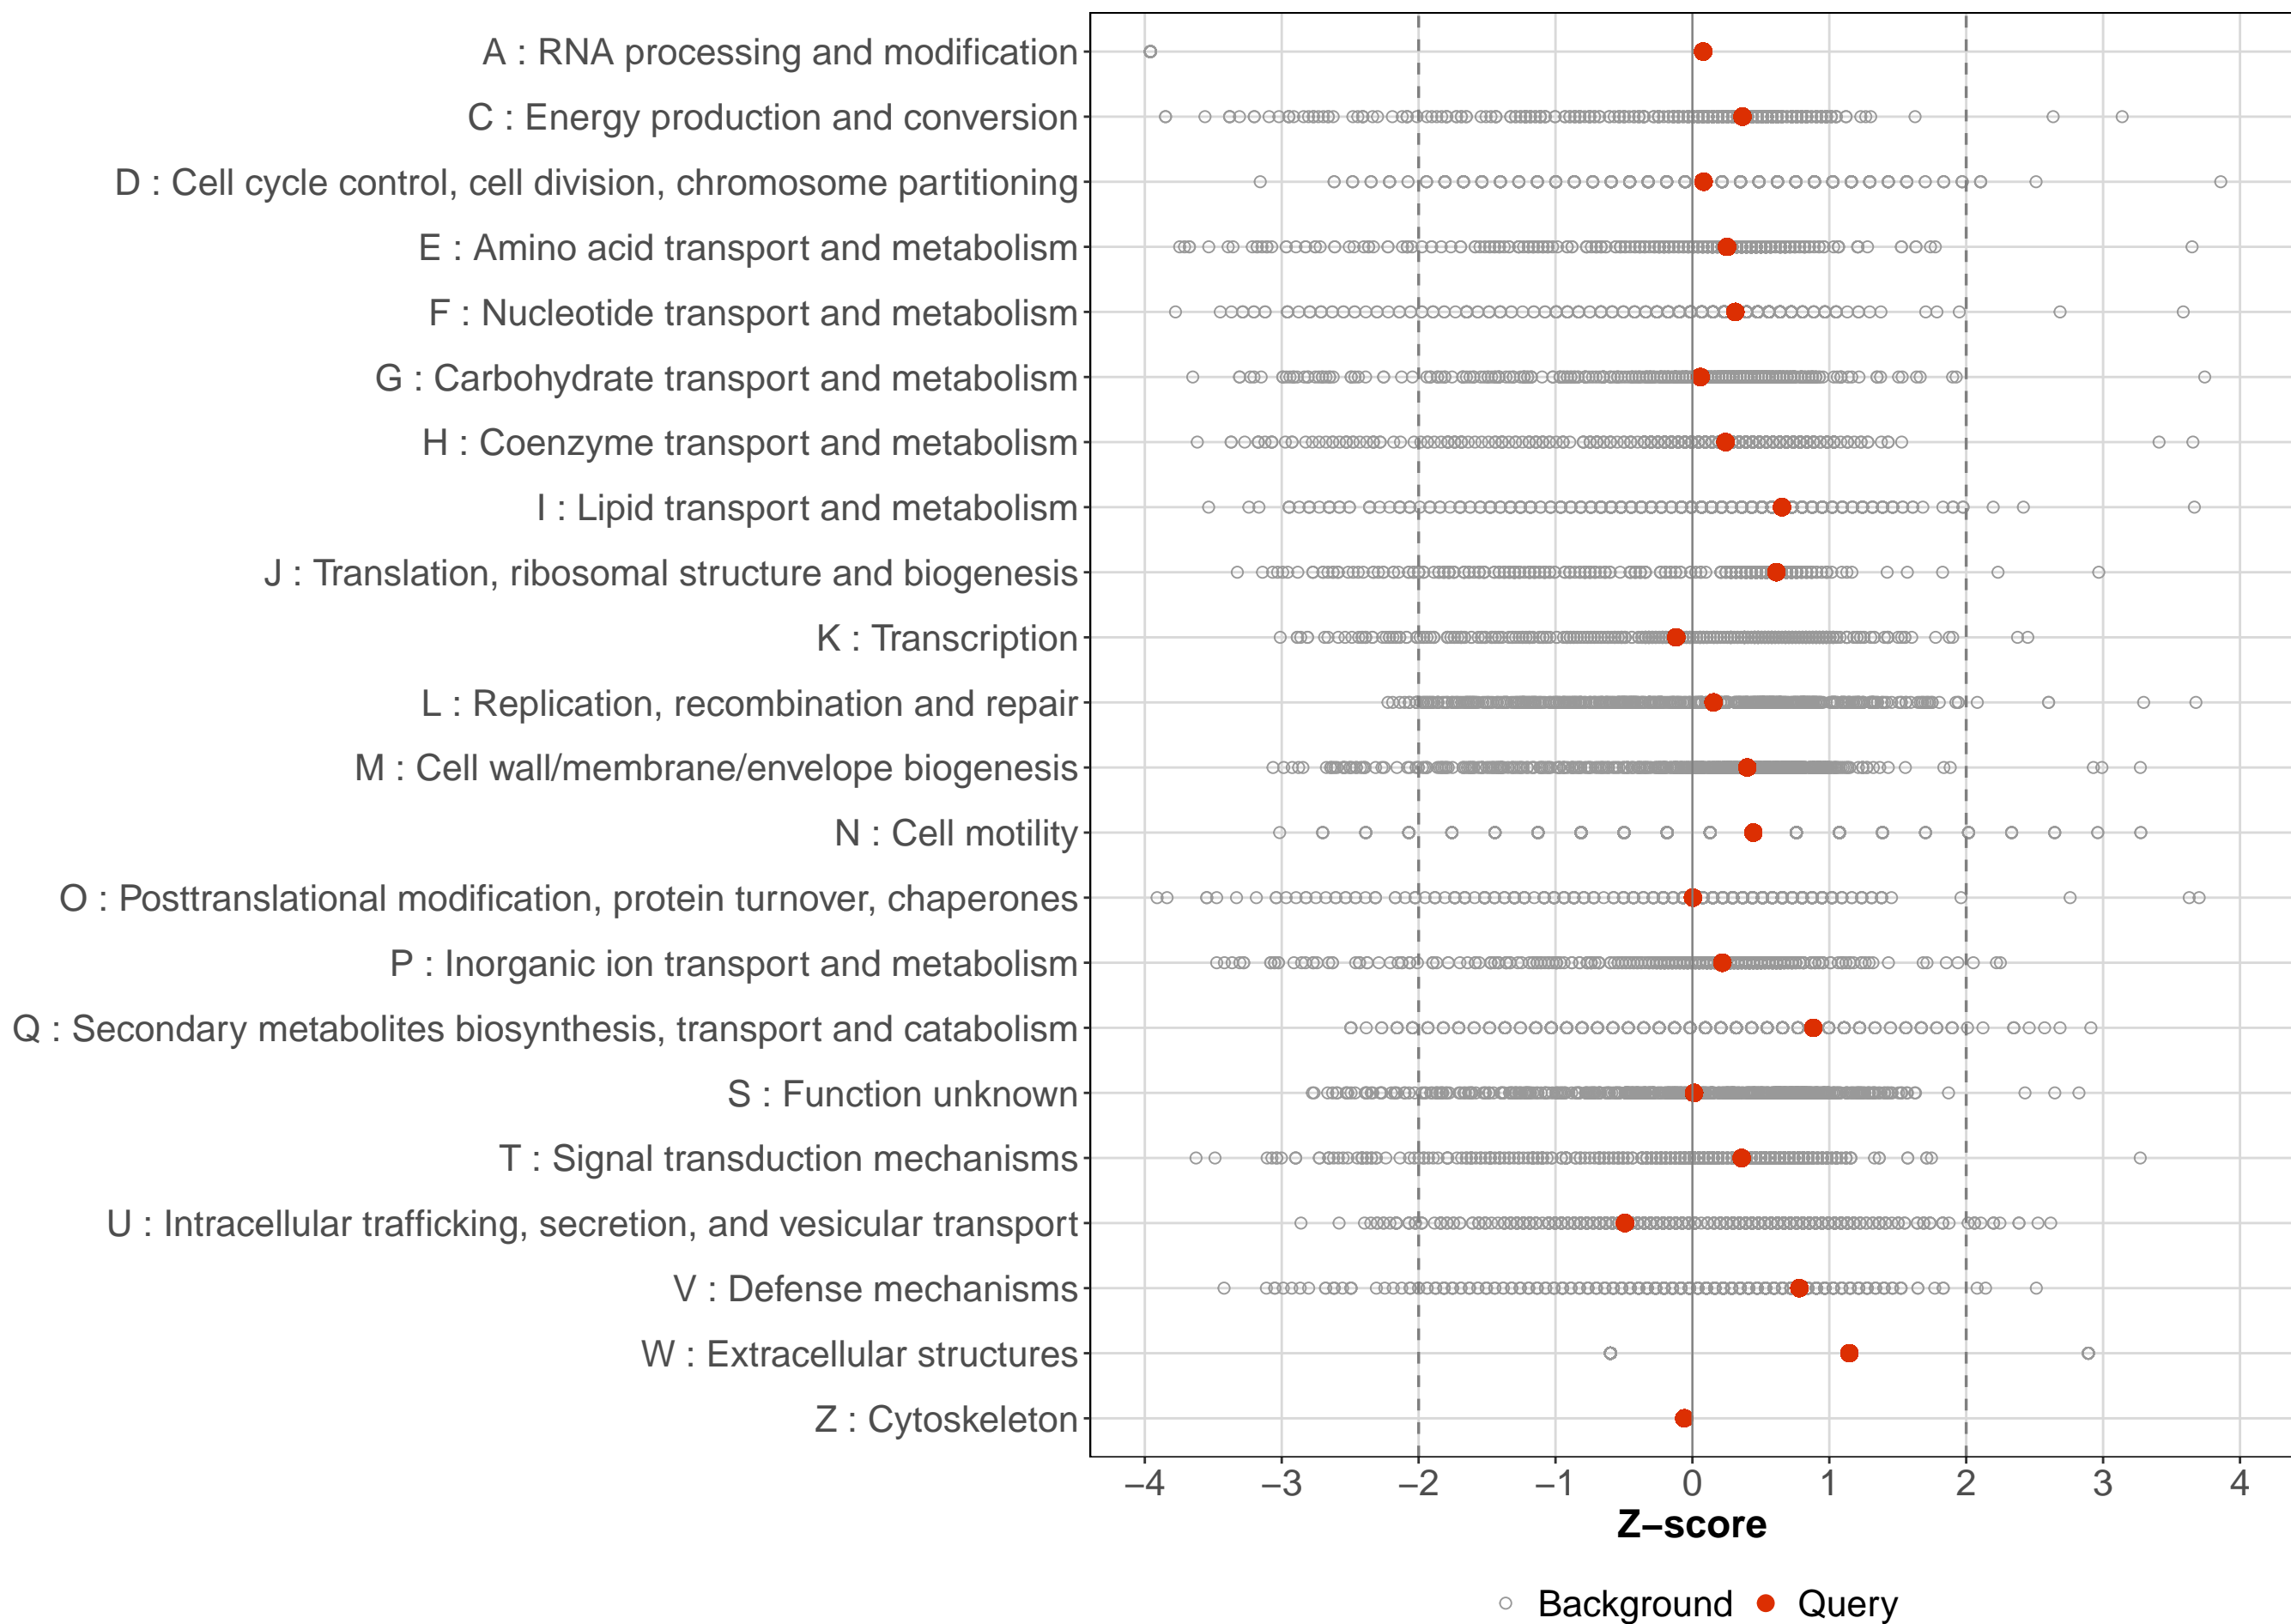 A : RNA processing and modification
C : Energy production and conversion
D : Cell cycle control, cell division, chromosome partitioning
E : Amino acid transport and metabolism
F : Nucleotide transport and metabolism
G : Carbohydrate transport and metabolism
H : Coenzyme transport and metabolism
I : Lipid transport and metabolism
J : Translation, ribosomal structure and biogenesis
K : Transcription
L : Replication, recombination and repair
M : Cell wall/membrane/envelope biogenesis
N : Cell motility
O : Posttranslational modification, protein turnover, chaperones
P : Inorganic ion transport and metabolism
Q : Secondary metabolites biosynthesis, transport and catabolism
S : Function unknown
T : Signal transduction mechanisms
U : Intracellular trafficking, secretion, and vesicular transport
V : Defense mechanisms
W : Extracellular structures
Z : Cytoskeleton
−4 −3 −2 −1 0 1 2 3 4
Z−score
Background Query